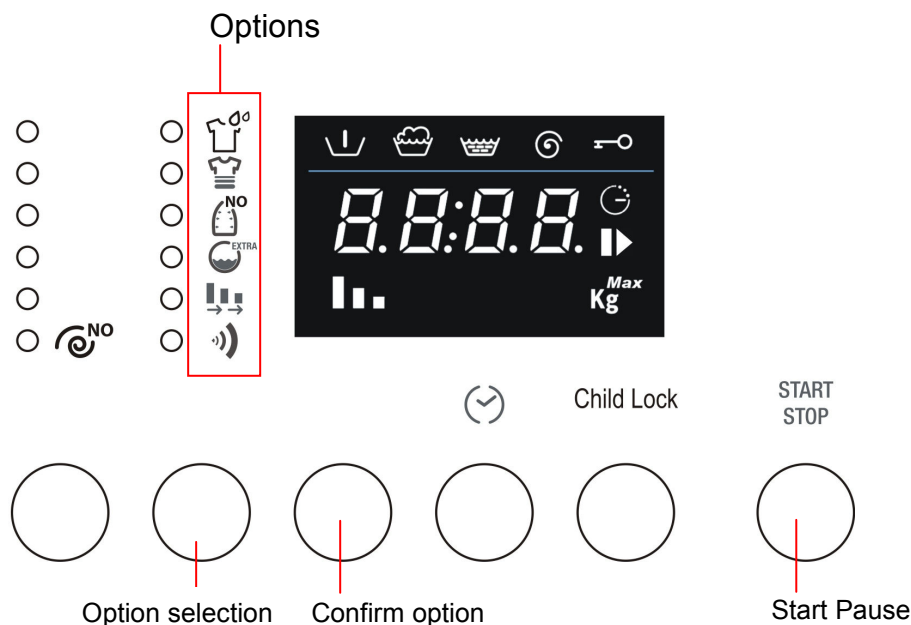 Options
NO
EXTRA
NO
8.8:8.8.
Max
Kg
Child Lock
START
STOP
Option selection
Confirm option
Start Pause